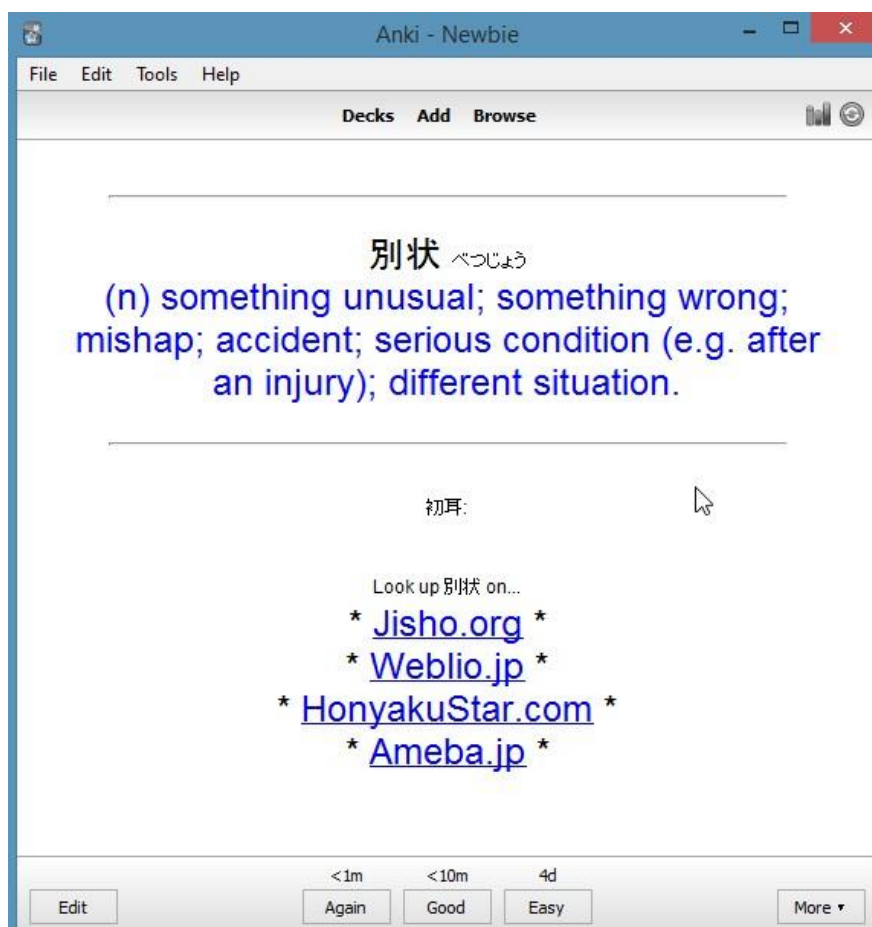 Anki - Newbie
File Edit Tools Help
Decks Add Browse
別状 べつじょう
(n) something unusual; something wrong;
mishap; accident; serious condition (e.g. after
an injury); different situation.
初耳:
Look up 別状 on...
* Jisho.org *
* Weblio.jp *
* HonyakuStar.com *
* Ameba.jp *
<1m <10m 4d
Edit Again Good Easy More ▾